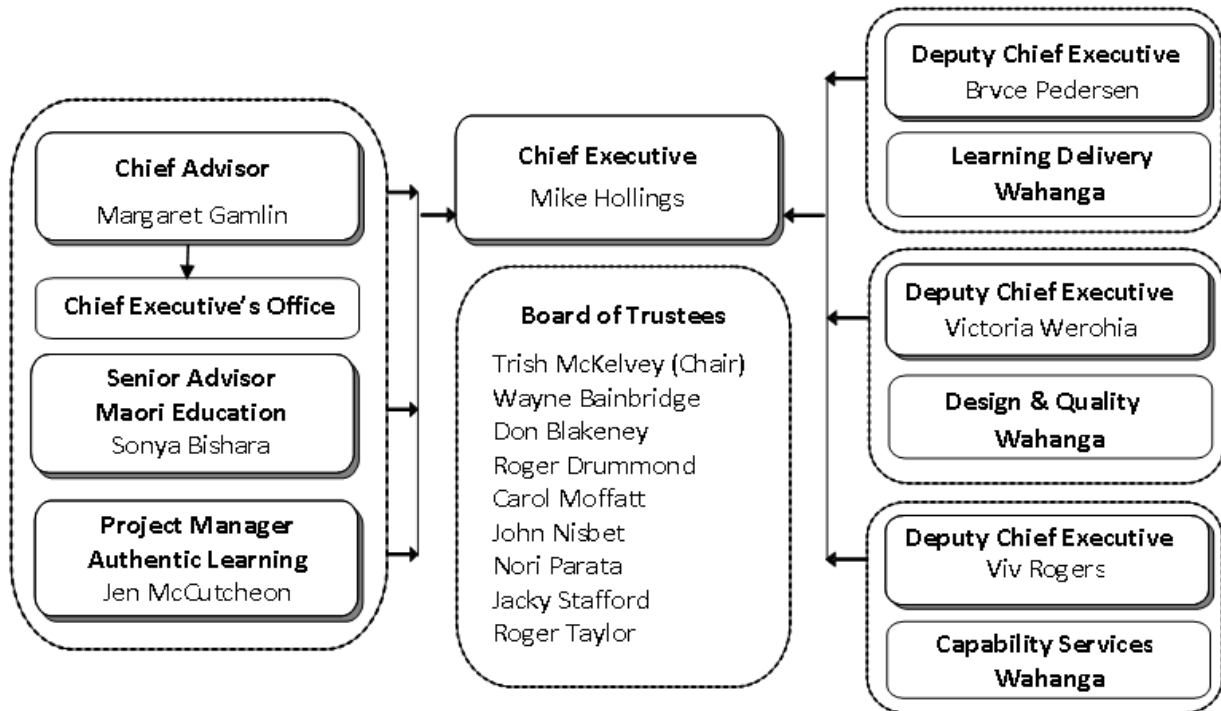 Chief Advisor
Margaret Gamlin
Chief Executive's Office
Senior Advisor
Maori Education
Sonya Bishara
Project Manager
Authentic Learning
Jen McCutcheon
Chief Executive
Mike Hollings
Board of Trustees
Trish McKelvey (Chair)
Wayne Bainbridge
Don Blakeney
Roger Drummond
Carol Moffatt
John Nisbet
Nori Parata
Jacky Stafford
Roger Taylor
Deputy Chief Executive
Bryce Pedersen
Learning Delivery
Wahanga
Deputy Chief Executive
Victoria Werohia
Design & Quality
Wahanga
Deputy Chief Executive
Viv Rogers
Capability Services
Wahanga